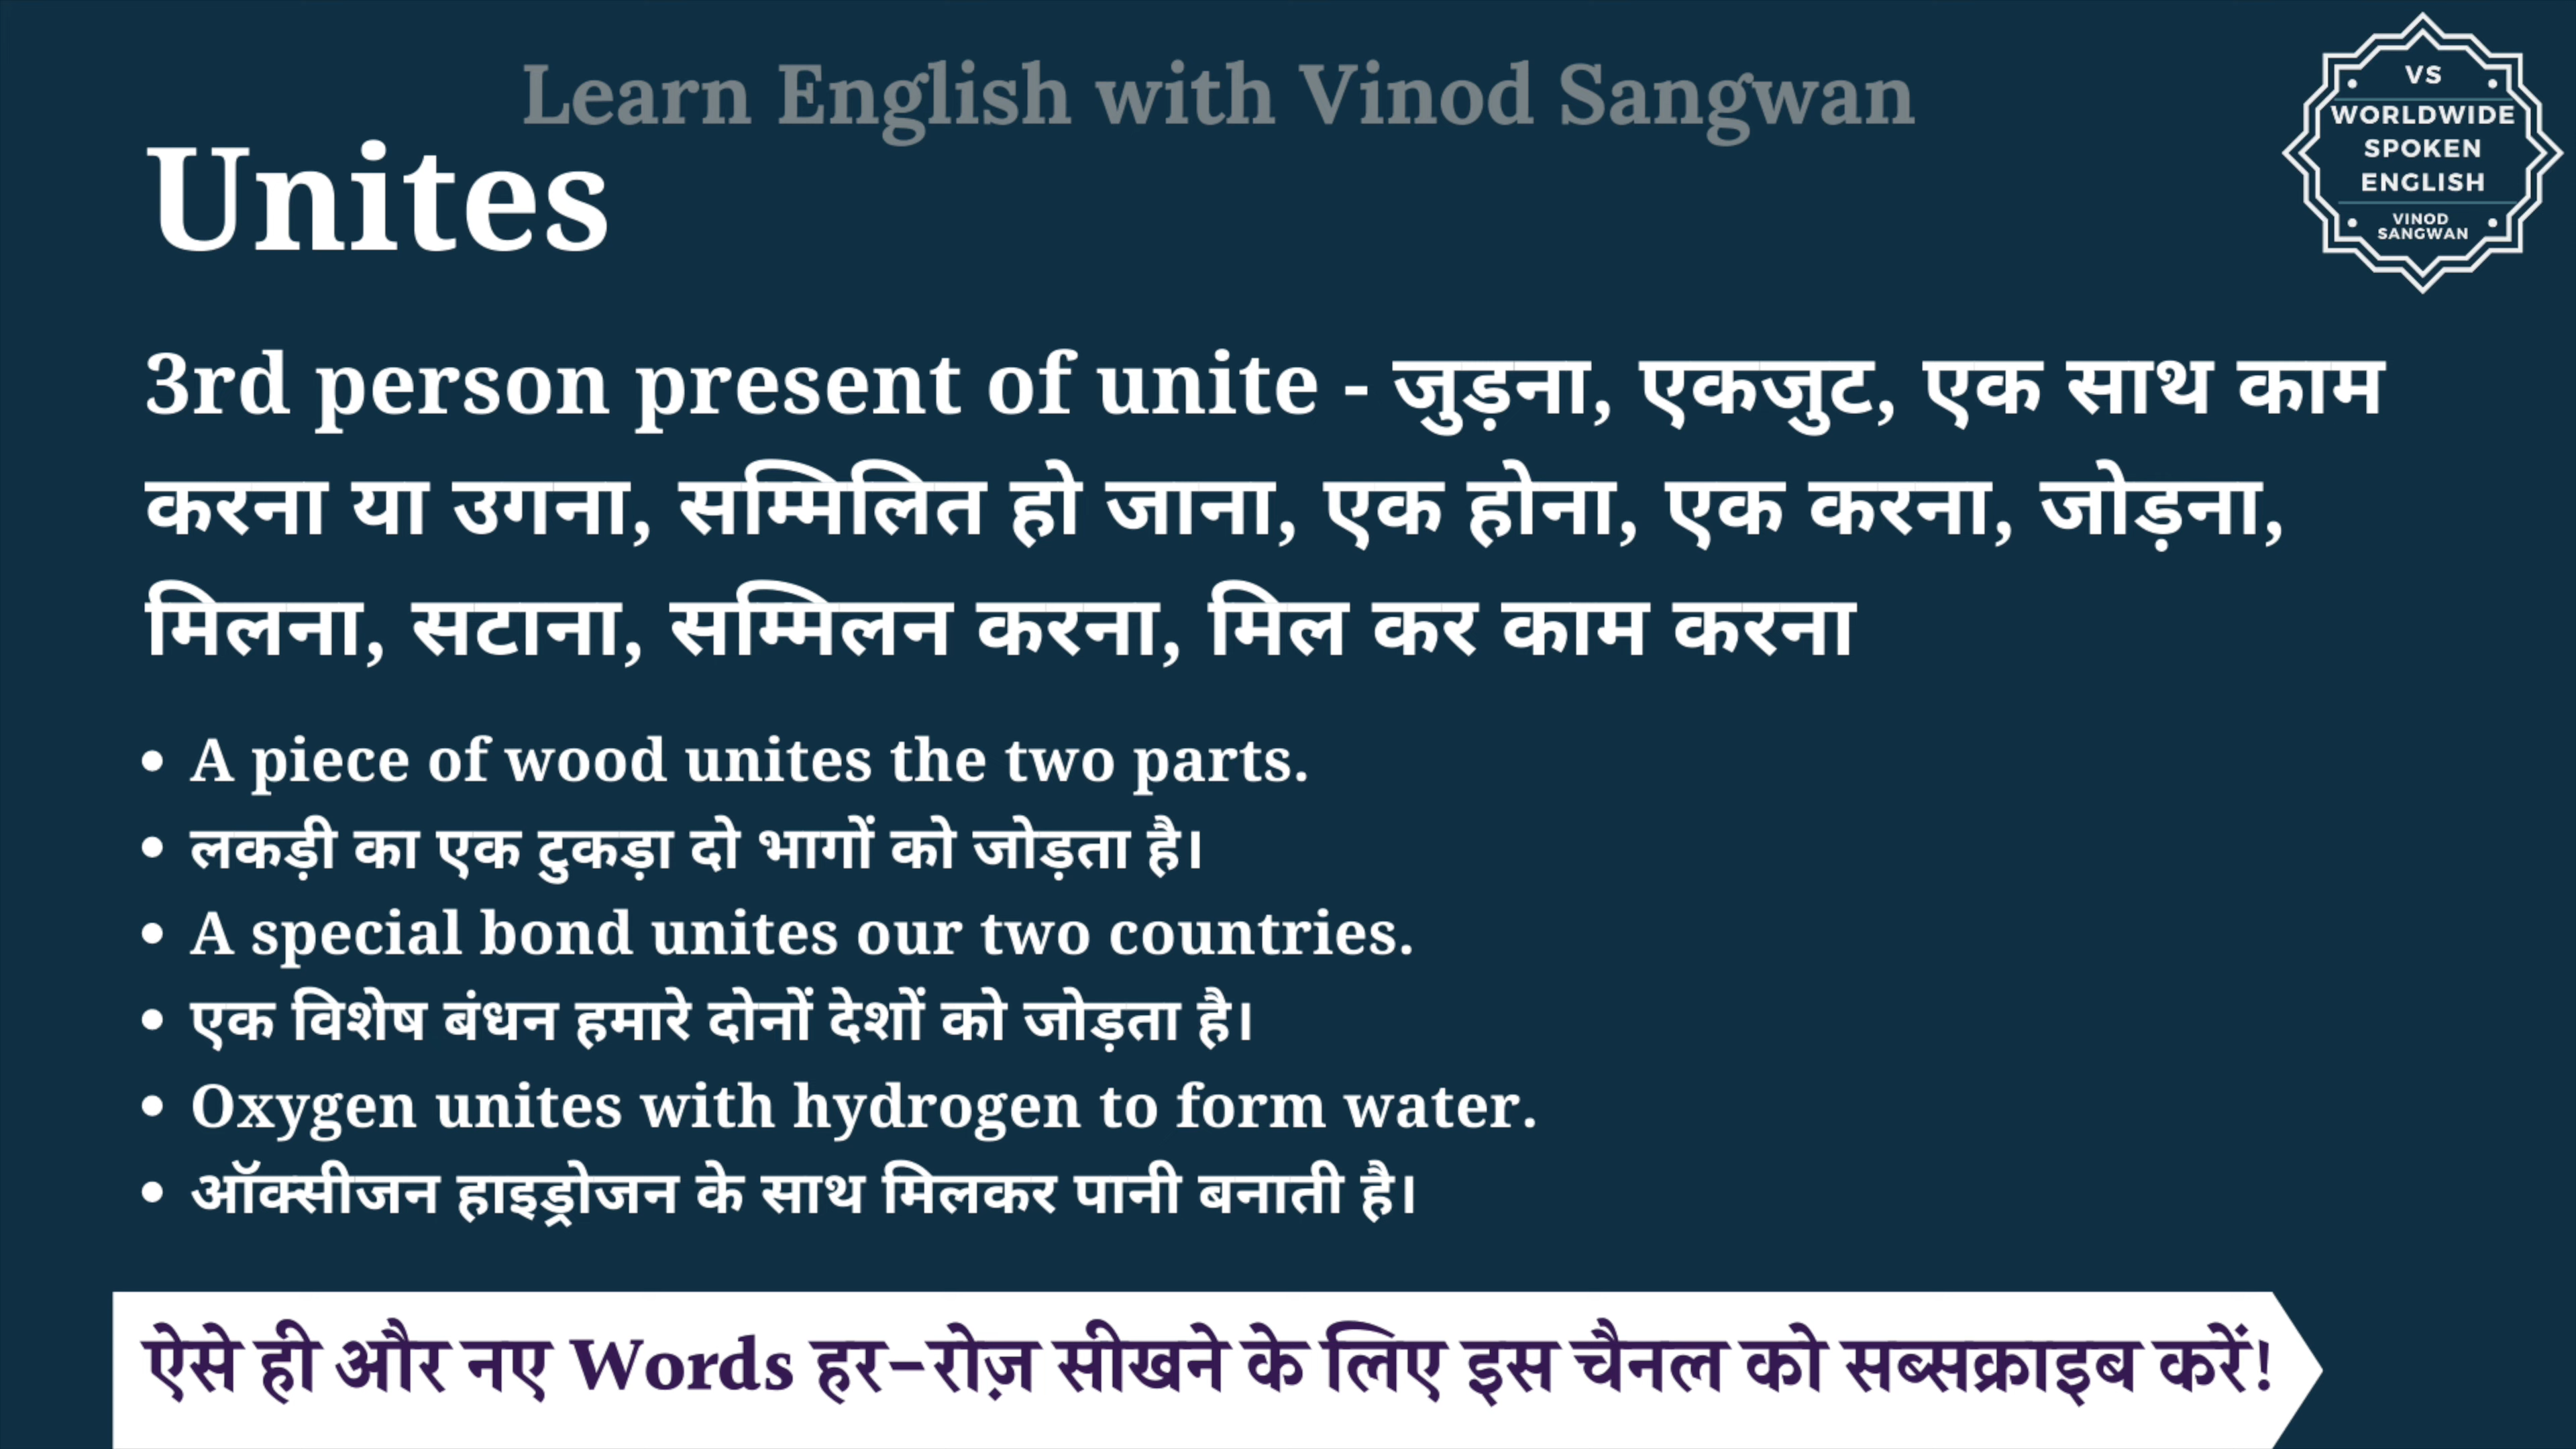 Learn English with Vinod Sangwan
VS
WORLDWIDE
SPOKEN
ENGLISH
VINOD
SANGWAN
Unites
3rd person present of unite - जुड़ना, एकजुट, एक साथ काम
करना या उगना, सम्मिलित हो जाना, एक होना, एक करना, जोड़ना,
मिलना, सटाना, सम्मिलन करना, मिल कर काम करना
• A piece of wood unites the two parts.
• लकड़ी का एक टुकड़ा दो भागों को जोड़ता है।
• A special bond unites our two countries.
• एक विशेष बंधन हमारे दोनों देशों को जोड़ता है।
• Oxygen unites with hydrogen to form water.
• ऑक्सीजन हाइड्रोजन के साथ मिलकर पानी बनाती है।
ऐसे ही और नए Words हर-रोज़ सीखने के लिए इस चैनल को सब्सक्राइब करें!